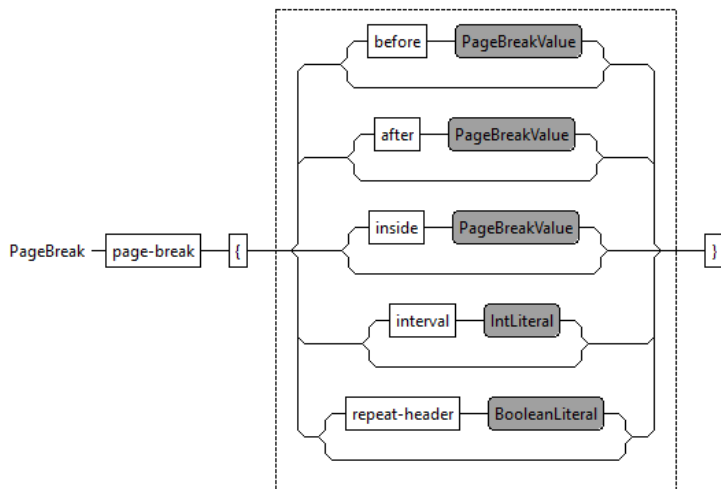 before PageBreakValue
after PageBreakValue
inside PageBreakValue
PageBreak page-break { }
interval IntLiteral
repeat-header BooleanLiteral